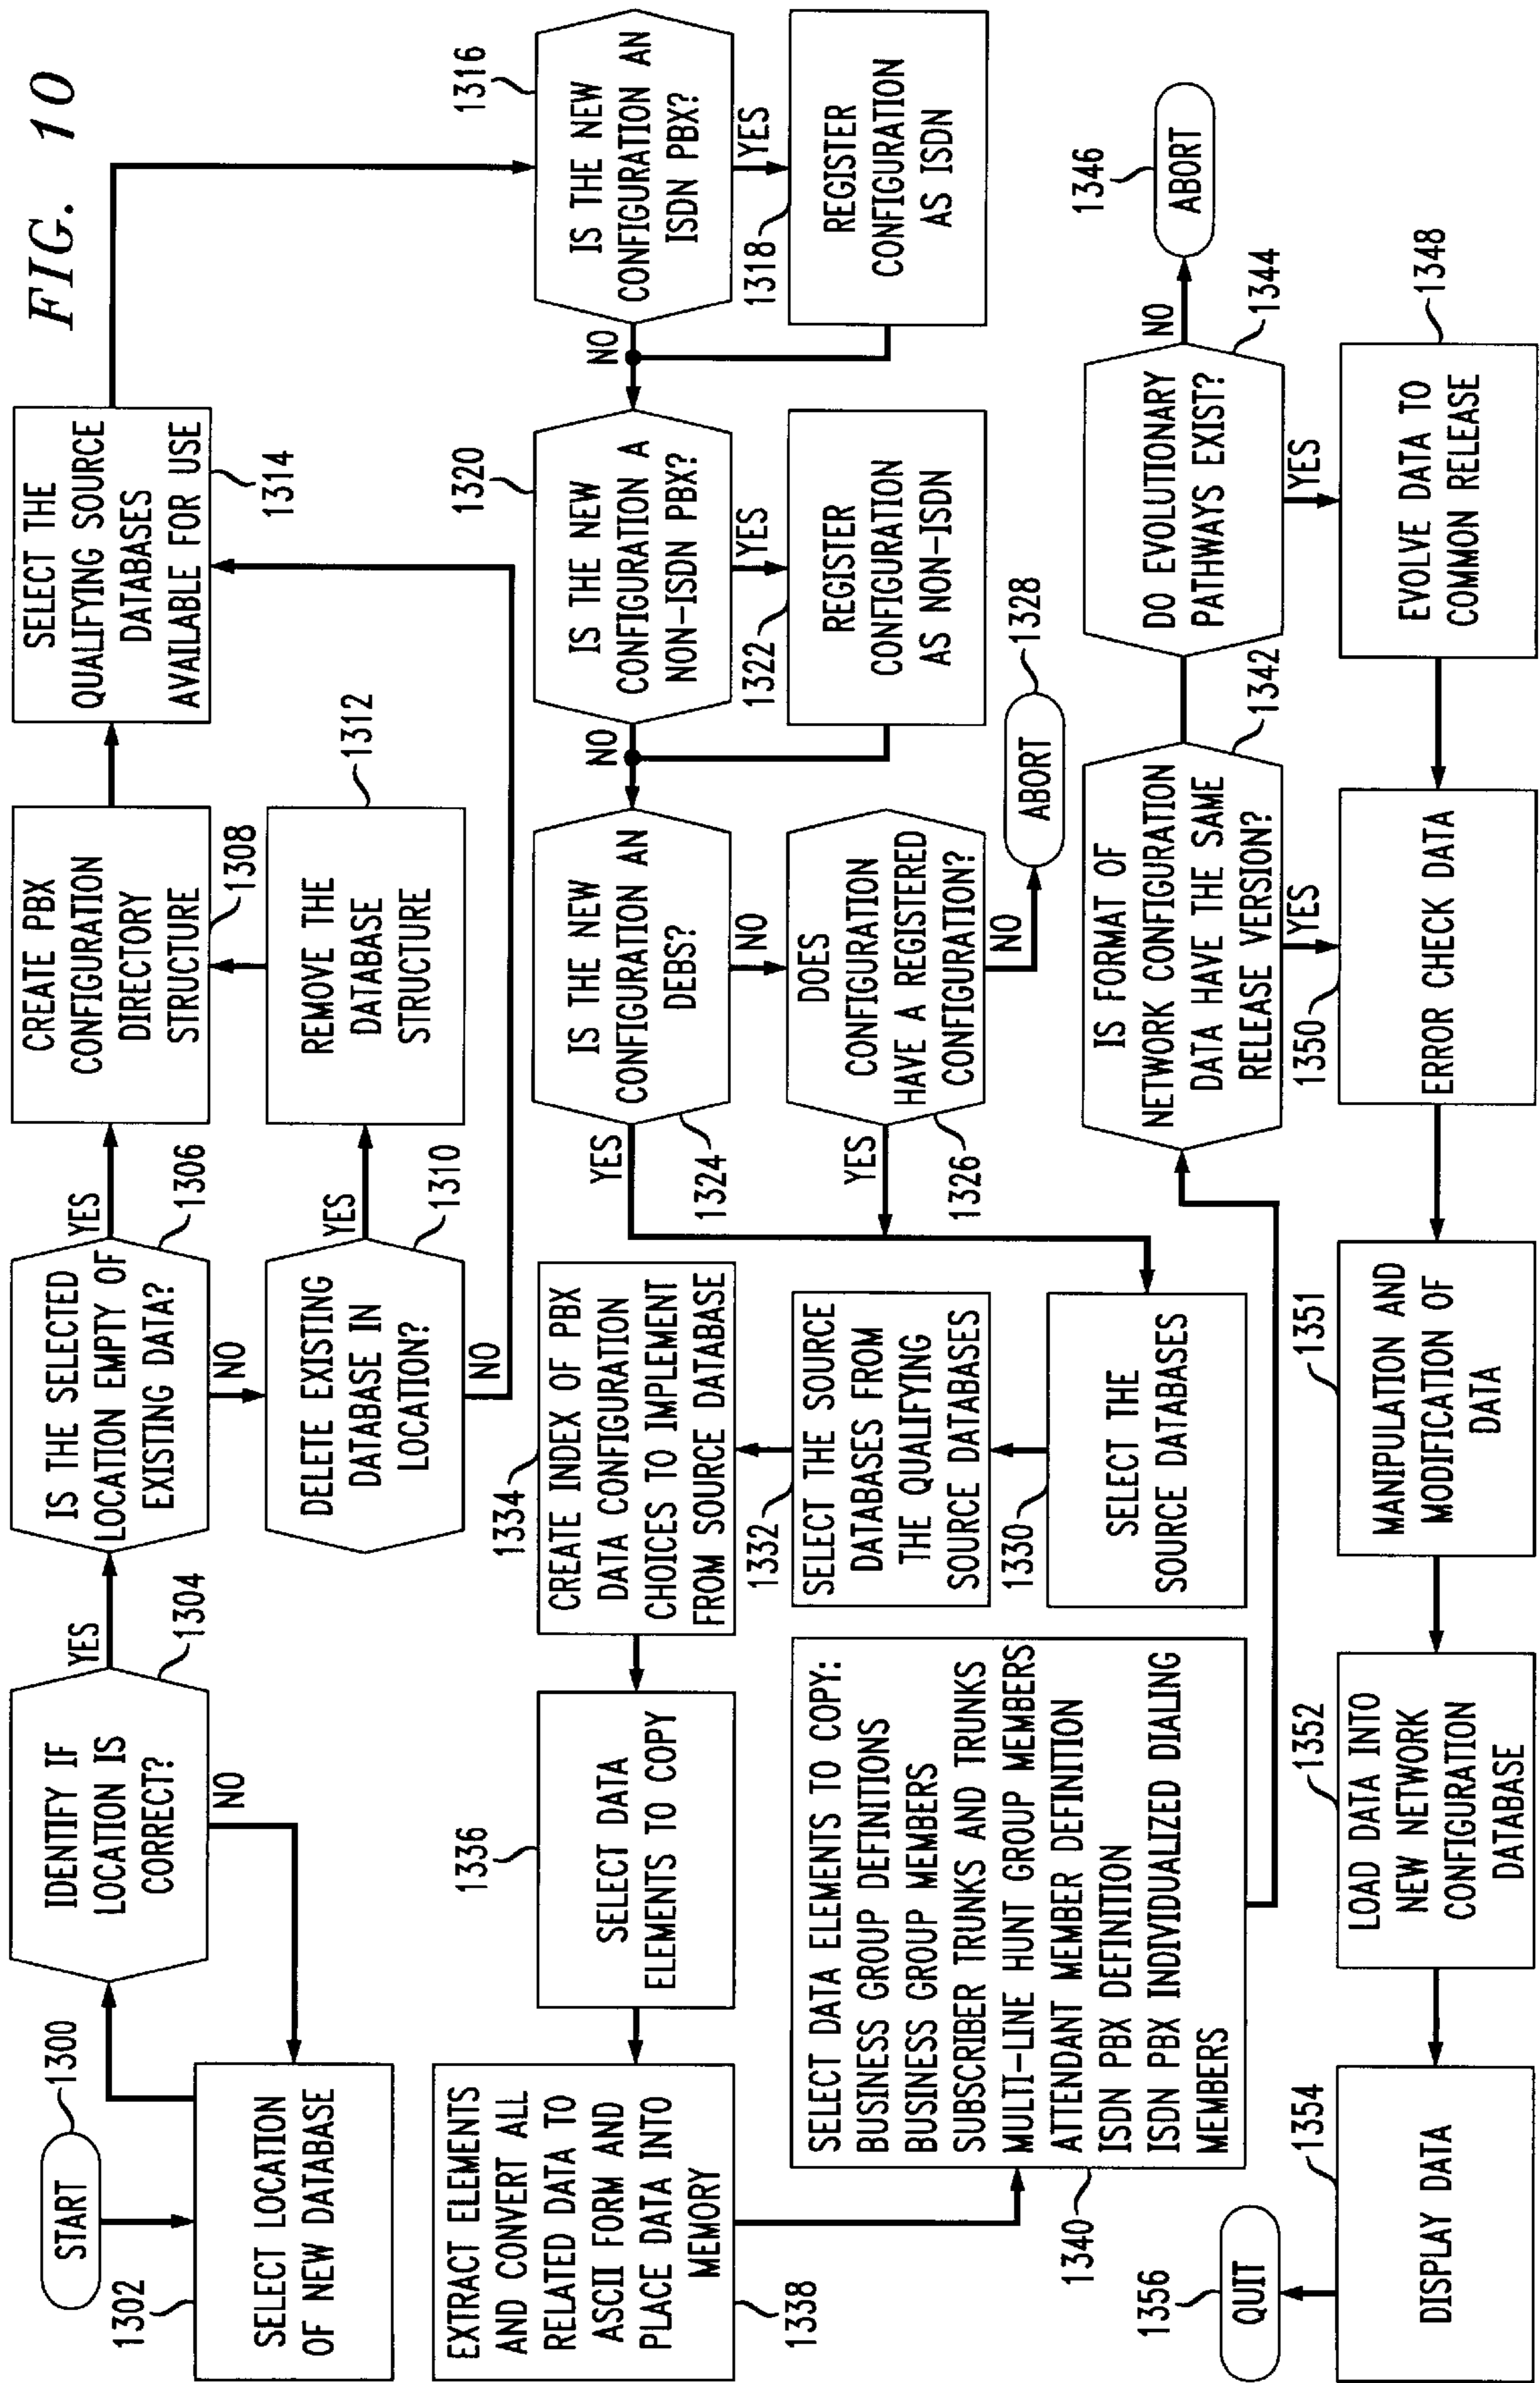 FIG. 10
START
1300
SELECT LOCATION
OF NEW DATABASE
1302
IDENTIFY IF
LOCATION IS
CORRECT?
1304
YES
NO
IS THE SELECTED
LOCATION EMPTY OF
EXISTING DATA?
1306
YES
NO
CREATE PBX
CONFIGURATION
DIRECTORY
STRUCTURE
1308
DELETE EXISTING
DATABASE IN
LOCATION?
1310
YES
NO
REMOVE THE
DATABASE
STRUCTURE
1312
SELECT THE
QUALIFYING SOURCE
DATABASES
AVAILABLE FOR USE
1314
IS THE NEW
CONFIGURATION AN
ISDN PBX?
1316
YES
NO
REGISTER
CONFIGURATION
AS ISDN
1318
IS THE NEW
CONFIGURATION A
NON-ISDN PBX?
1320
YES
NO
REGISTER
CONFIGURATION
AS NON-ISDN
1322
IS THE NEW
CONFIGURATION AN
DEBS?
1324
YES
NO
DOES
CONFIGURATION
HAVE A REGISTERED
CONFIGURATION?
1326
YES
NO
ABORT
1328
SELECT THE
SOURCE DATABASES
1330
SELECT THE SOURCE
DATABASES FROM
THE QUALIFYING
SOURCE DATABASES
1332
CREATE INDEX OF PBX
DATA CONFIGURATION
CHOICES TO IMPLEMENT
FROM SOURCE DATABASE
1334
SELECT DATA
ELEMENTS TO COPY
1336
EXTRACT ELEMENTS
AND CONVERT ALL
RELATED DATA TO
ASCII FORM AND
PLACE DATA INTO
MEMORY
1338
SELECT DATA ELEMENTS TO COPY:
BUSINESS GROUP DEFINITIONS
BUSINESS GROUP MEMBERS
SUBSCRIBER TRUNKS AND TRUNKS
MULTI-LINE HUNT GROUP MEMBERS
ATTENDANT MEMBER DEFINITION
ISDN PBX DEFINITION
ISDN PBX INDIVIDUALIZED DIALING
MEMBERS
1340
IS FORMAT OF
NETWORK CONFIGURATION
DATA HAVE THE SAME
RELEASE VERSION?
1342
YES
DO EVOLUTIONARY
PATHWAYS EXIST?
1344
NO
YES
ABORT
1346
EVOLVE DATA TO
COMMON RELEASE
1348
ERROR CHECK DATA
1350
MANIPULATION AND
MODIFICATION OF
DATA
1351
LOAD DATA INTO
NEW NETWORK
CONFIGURATION
DATABASE
1352
DISPLAY DATA
1354
QUIT
1356